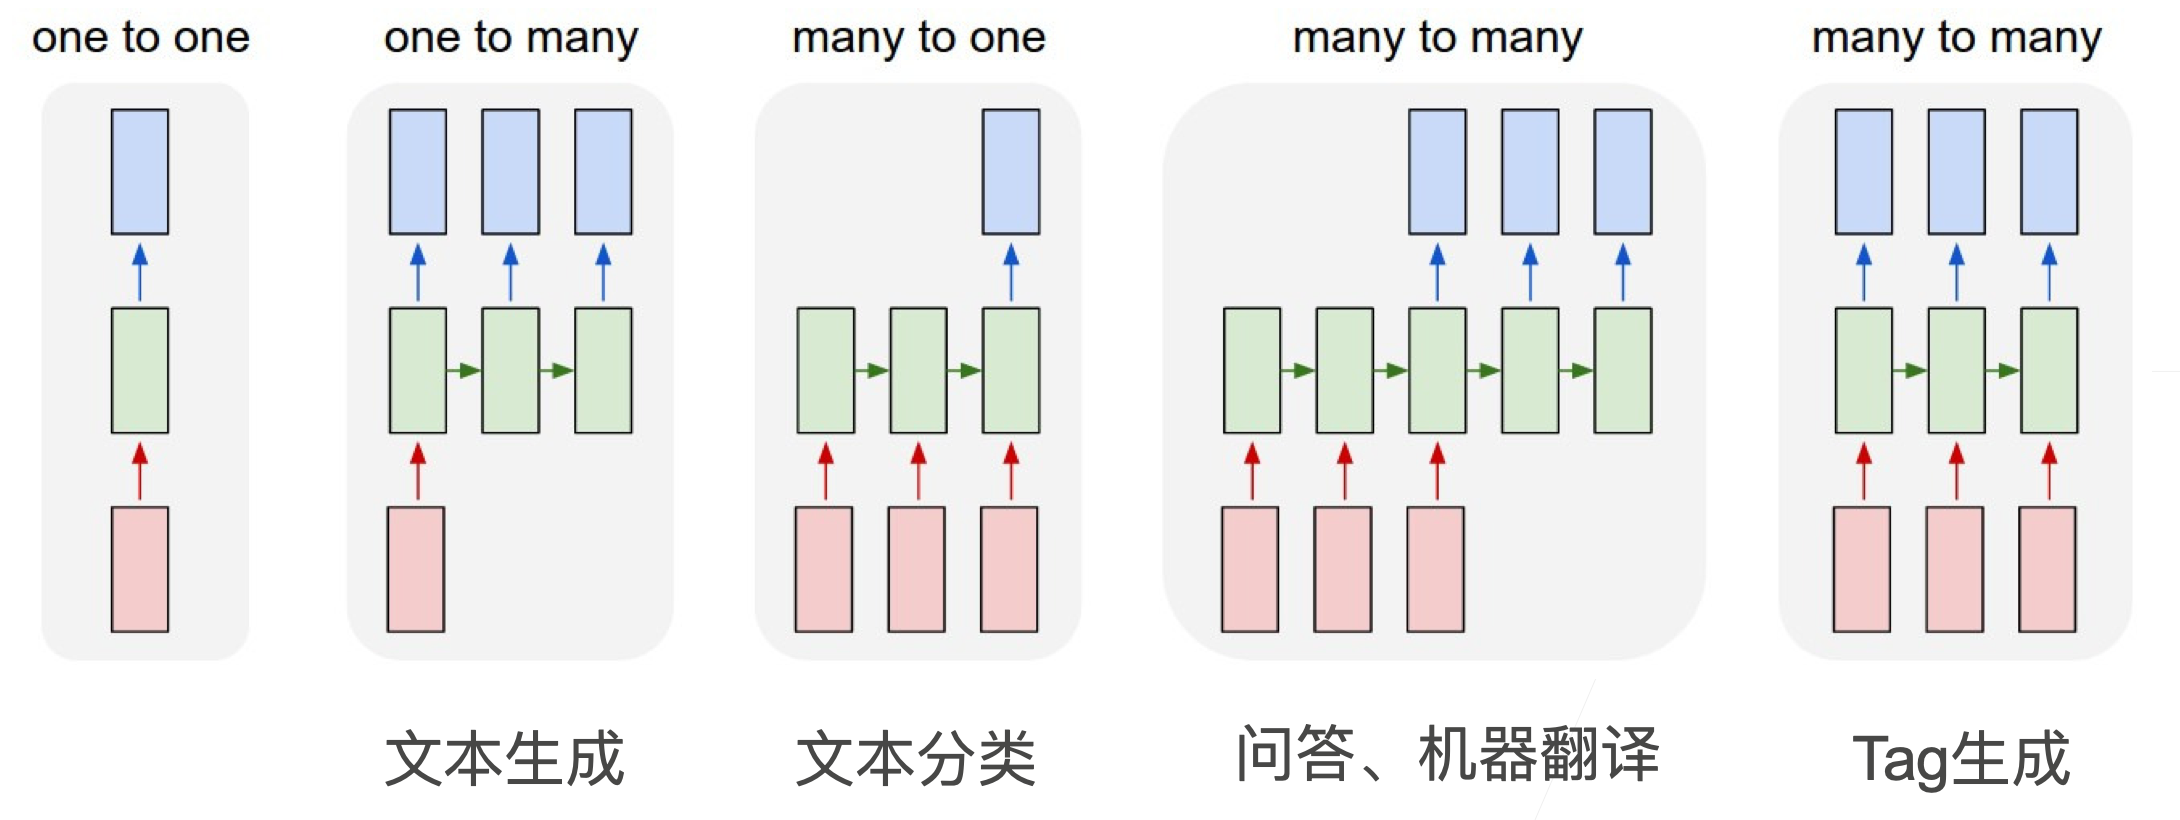 one to one
one to many
many to one
many to many
many to many
文本生成
文本分类
问答、机器翻译
Tag生成